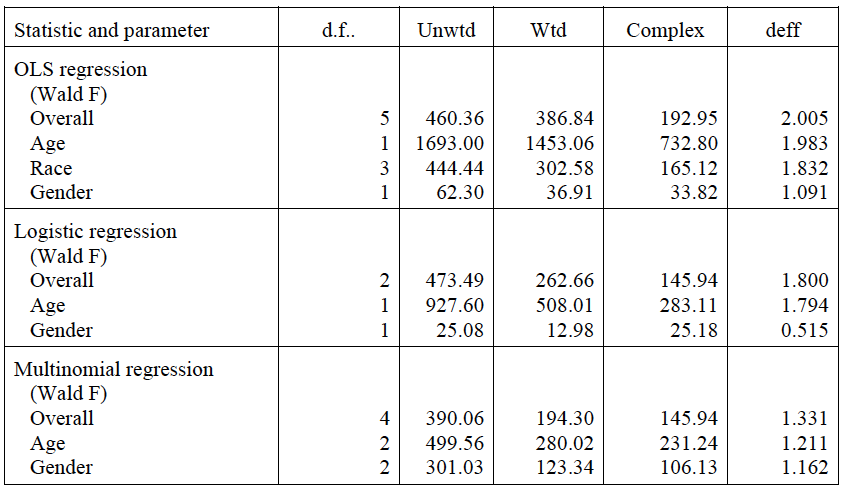 Statistic and parameter d.f.. Unwtd Wtd Complex deff
OLS regression
(Wald F)
Overall 5 460.36 386.84 192.95 2.005
Age 1 1693.00 1453.06 732.80 1.983
Race 3 444.44 302.58 165.12 1.832
Gender 1 62.30 36.91 33.82 1.091
Logistic regression
(Wald F)
Overall 2 473.49 262.66 145.94 1.800
Age 1 927.60 508.01 283.11 1.794
Gender 1 25.08 12.98 25.18 0.515
Multinomial regression
(Wald F)
Overall 4 390.06 194.30 145.94 1.331
Age 2 499.56 280.02 231.24 1.211
Gender 2 301.03 123.34 106.13 1.162